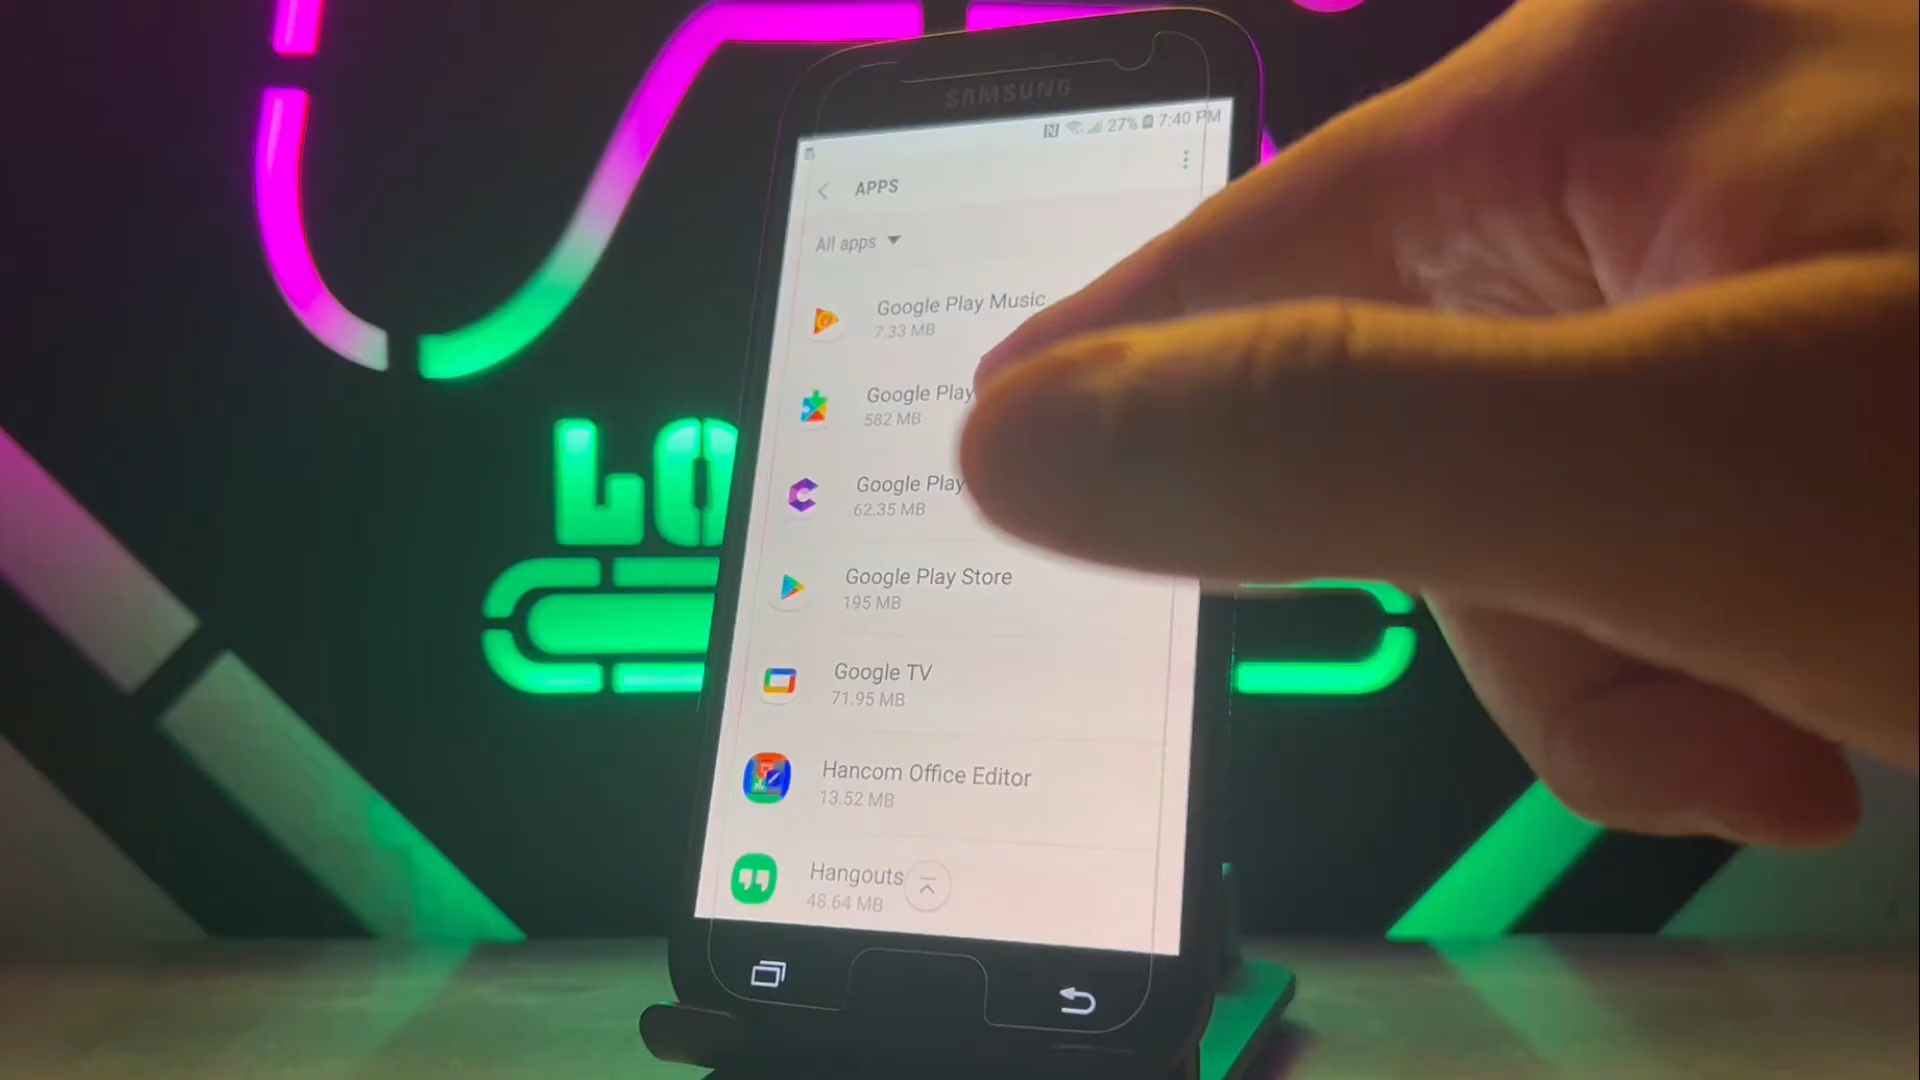 SAMSUNG
27% 7:40 PM
APPS
All apps
Google Play Music
7.33 MB
Google Play
582 MB
Google Play
62.35 MB
Google Play Store
195 MB
Google TV
71.95 MB
Hancom Office Editor
13.52 MB
Hangouts
48.64 MB
LO